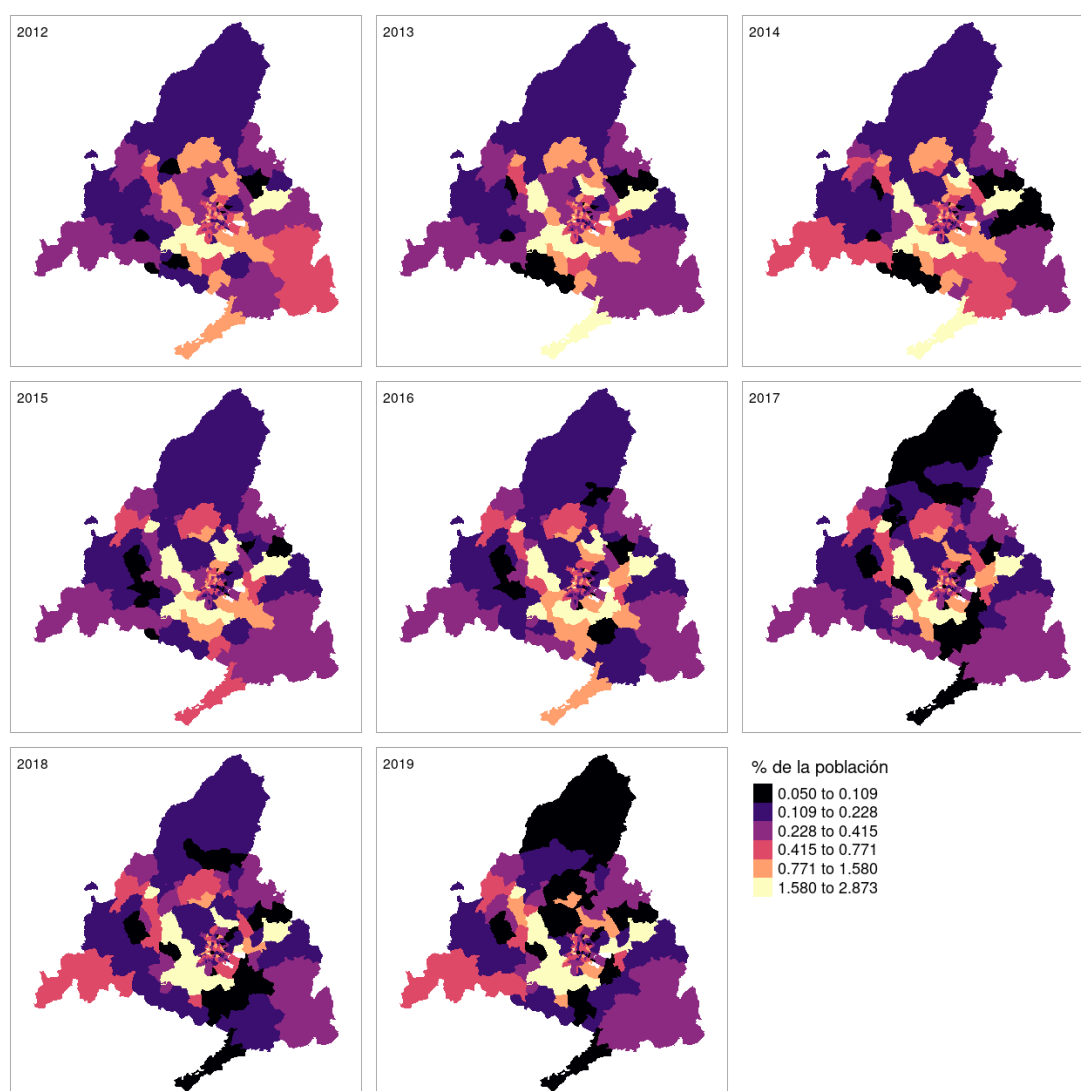 2012
2013
2014
2015
2016
2017
2018
2019
% de la población
0.050 to 0.109
0.109 to 0.228
0.228 to 0.415
0.415 to 0.771
0.771 to 1.580
1.580 to 2.873